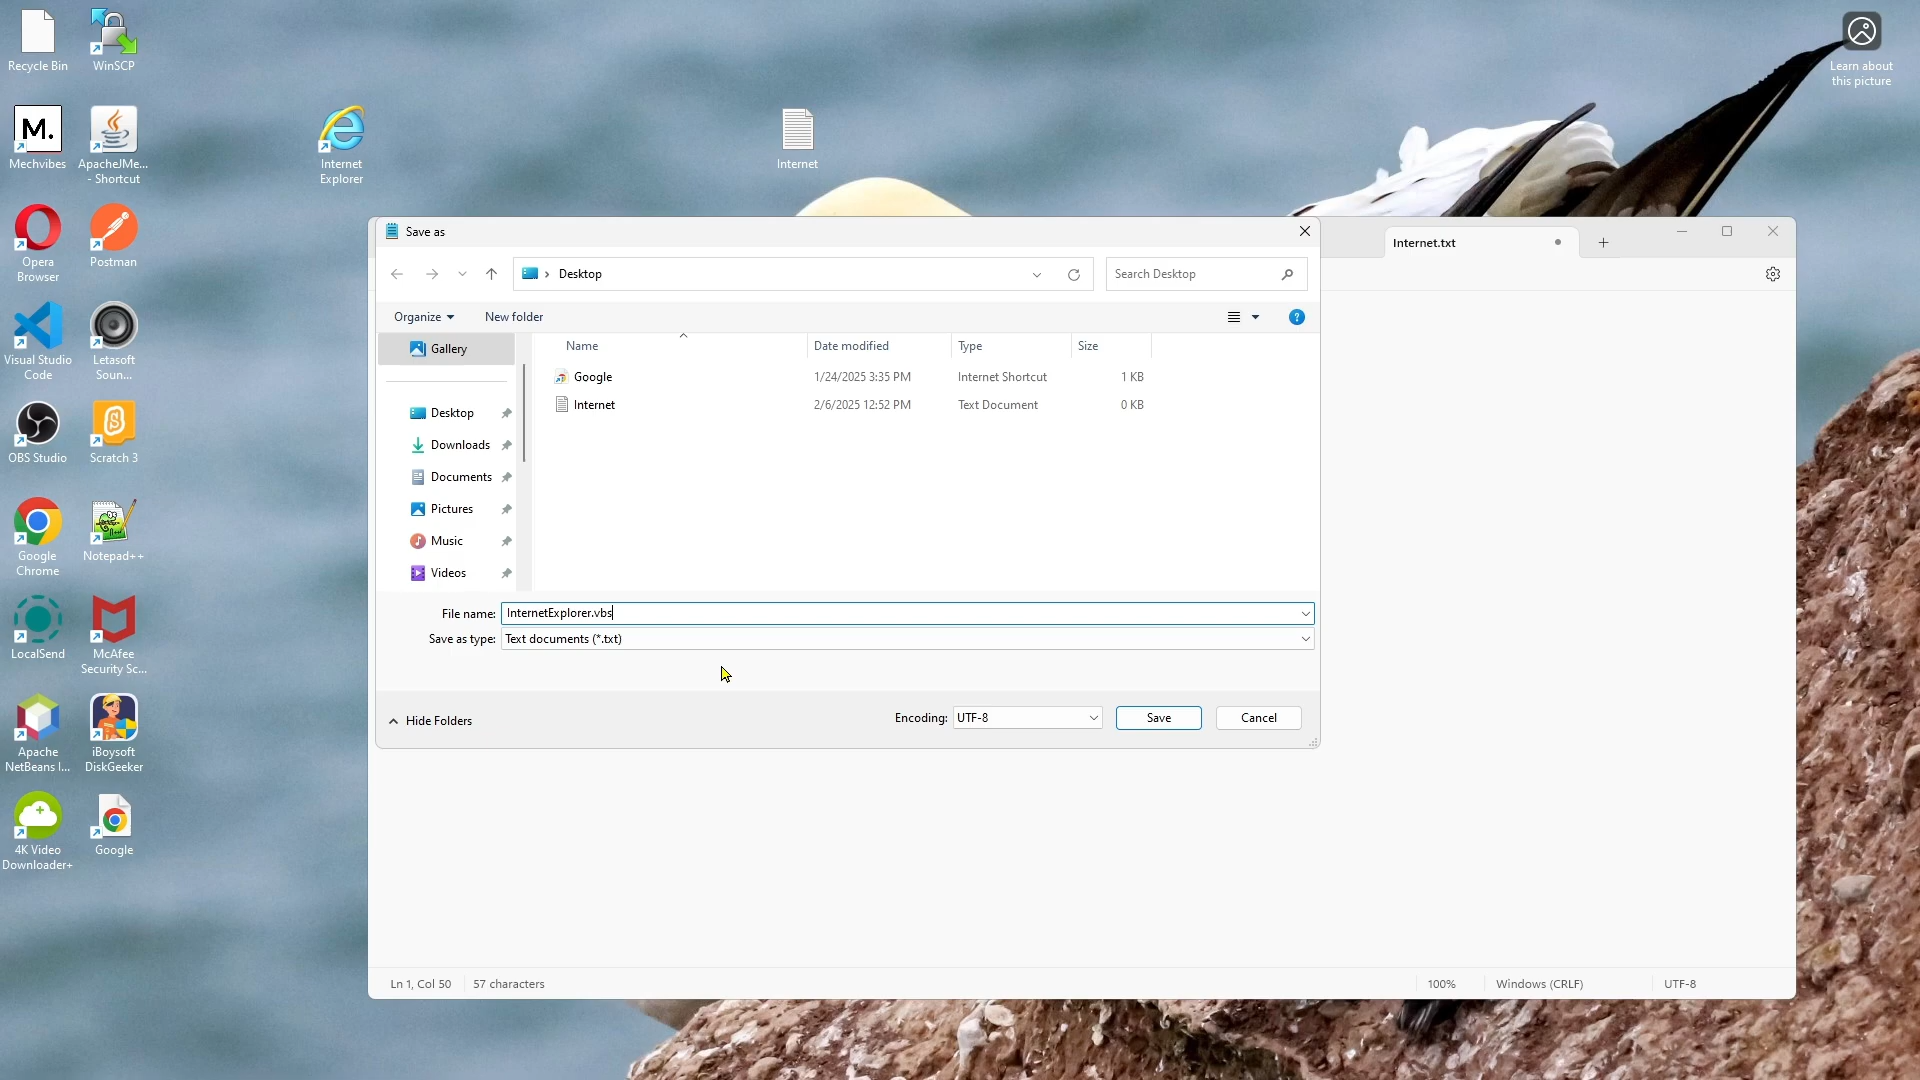 Recycle Bin
WinSCP
Learn about
this picture
M.
Mechvibes
ApacheJMe...
- Shortcut
Internet
Explorer
Internet
Opera
Browser
Postman
Visual Studio
Code
Letasoft
Soun...
OBS Studio
Scratch 3
Google
Chrome
Notepad++
LocalSend
McAfee
Security Sc...
Apache
NetBeans I...
iBoysoft
DiskGeeker
4K Video
Downloader+
Google
Save as
Internet.txt
Desktop
Search Desktop
Organize
New folder
Gallery
Desktop
Downloads
Documents
Pictures
Music
Videos
Name Date modified Type Size
Google 1/24/2025 3:35 PM Internet Shortcut 1 KB
Internet 2/6/2025 12:52 PM Text Document 0 KB
File name: InternetExplorer.vbs
Save as type: Text documents (*.txt)
Hide Folders
Encoding: UTF-8
Save
Cancel
Ln 1, Col 50 57 characters 100% Windows (CRLF) UTF-8